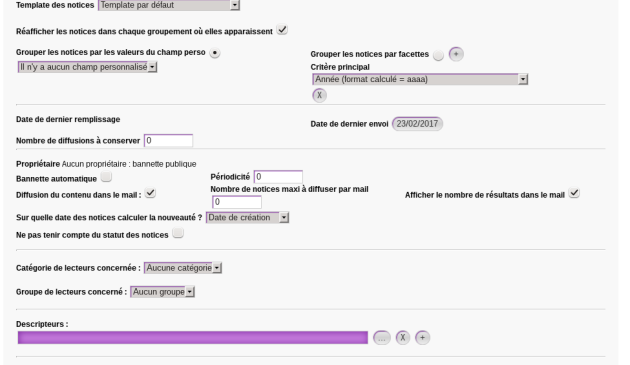 Template des notices Template par défaut
Réafficher les notices dans chaque groupement où elles apparaissent
Grouper les notices par les valeurs du champ perso
Il n'y a aucun champ personnalisé
Grouper les notices par facettes +
Critère principal
Année (format calculé = aaaa)
X
Date de dernier remplissage
Date de dernier envoi 23/02/2017
Nombre de diffusions à conserver 0
Propriétaire Aucun propriétaire : bannette publique
Bannette automatique
Périodicité 0
Diffusion du contenu dans le mail :
Nombre de notices maxi à diffuser par mail
0
Afficher le nombre de résultats dans le mail
Sur quelle date des notices calculer la nouveauté ? Date de création
Ne pas tenir compte du statut des notices
Catégorie de lecteurs concernée : Aucune catégorie
Groupe de lecteurs concerné : Aucun groupe
Descripteurs :
... X +